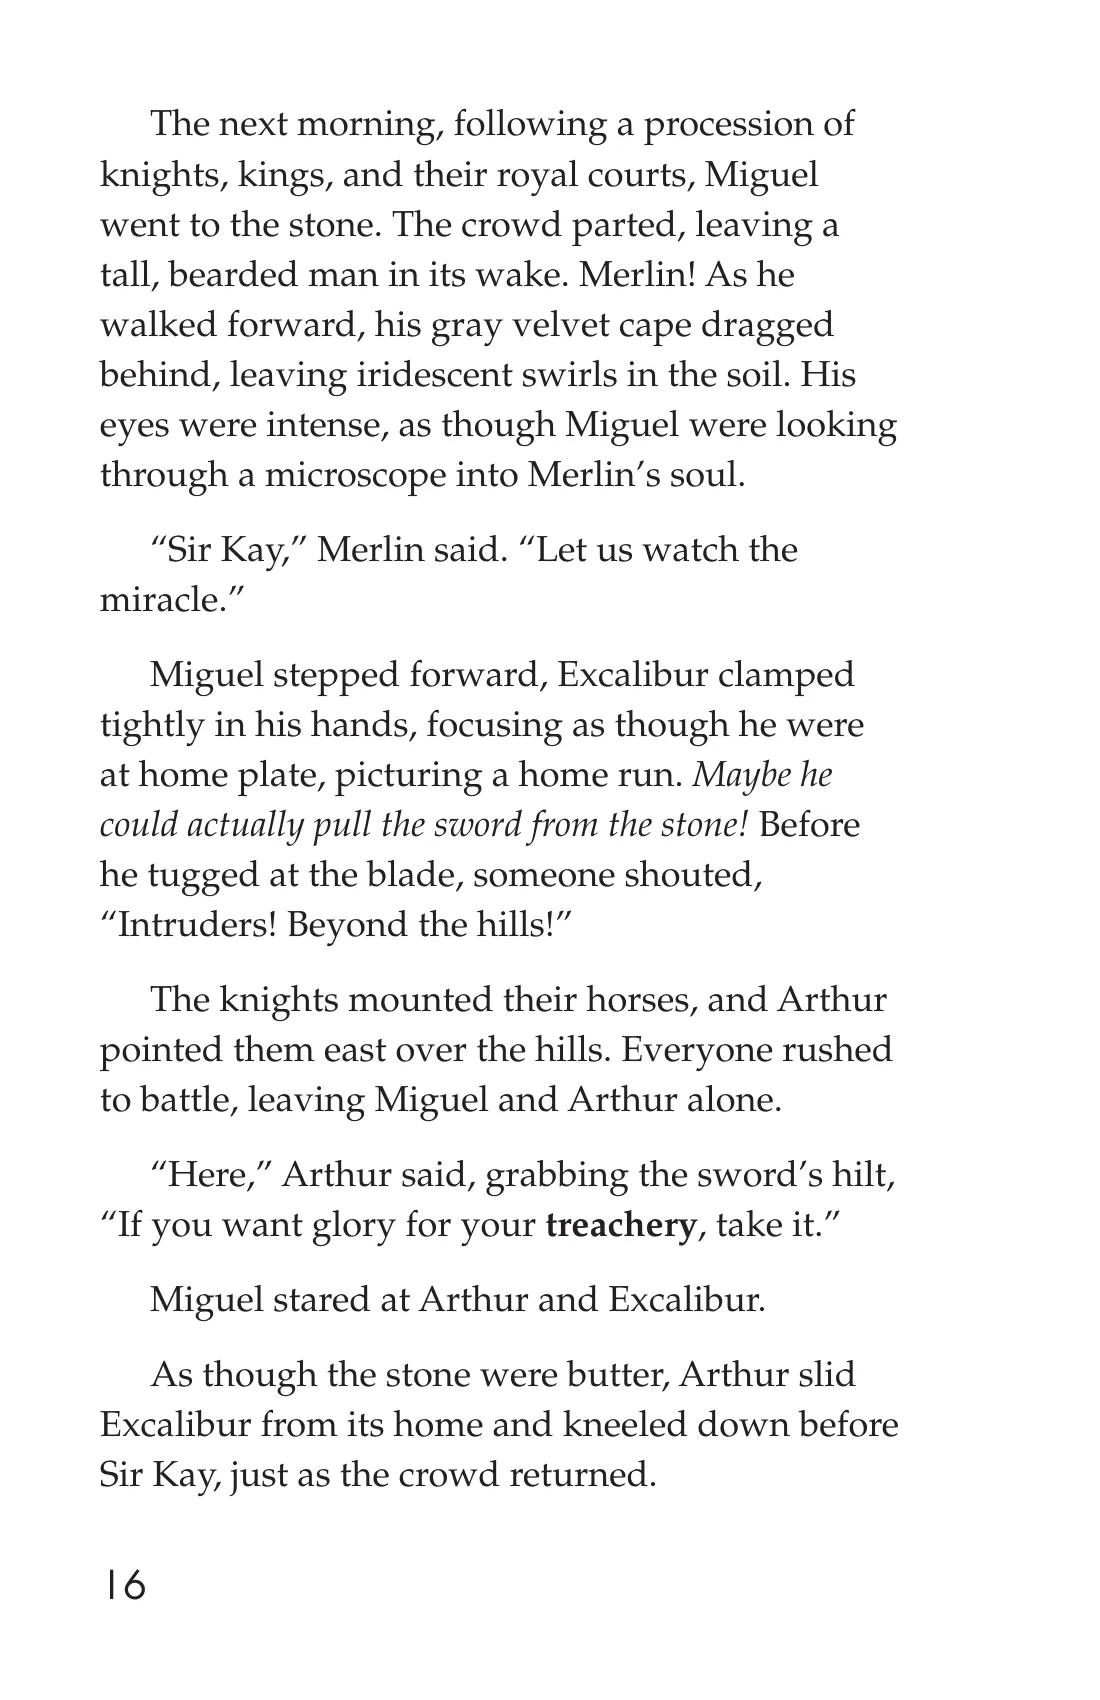 The next morning, following a procession of
knights, kings, and their royal courts, Miguel
went to the stone. The crowd parted, leaving a
tall, bearded man in its wake. Merlin! As he
walked forward, his gray velvet cape dragged
behind, leaving iridescent swirls in the soil. His
eyes were intense, as though Miguel were looking
through a microscope into Merlin’s soul.
“Sir Kay,” Merlin said. “Let us watch the
miracle.”
Miguel stepped forward, Excalibur clamped
tightly in his hands, focusing as though he were
at home plate, picturing a home run. Maybe he
could actually pull the sword from the stone! Before
he tugged at the blade, someone shouted,
“Intruders! Beyond the hills!”
The knights mounted their horses, and Arthur
pointed them east over the hills. Everyone rushed
to battle, leaving Miguel and Arthur alone.
“Here,” Arthur said, grabbing the sword’s hilt,
“If you want glory for your treachery, take it.”
Miguel stared at Arthur and Excalibur.
As though the stone were butter, Arthur slid
Excalibur from its home and kneeled down before
Sir Kay, just as the crowd returned.
16